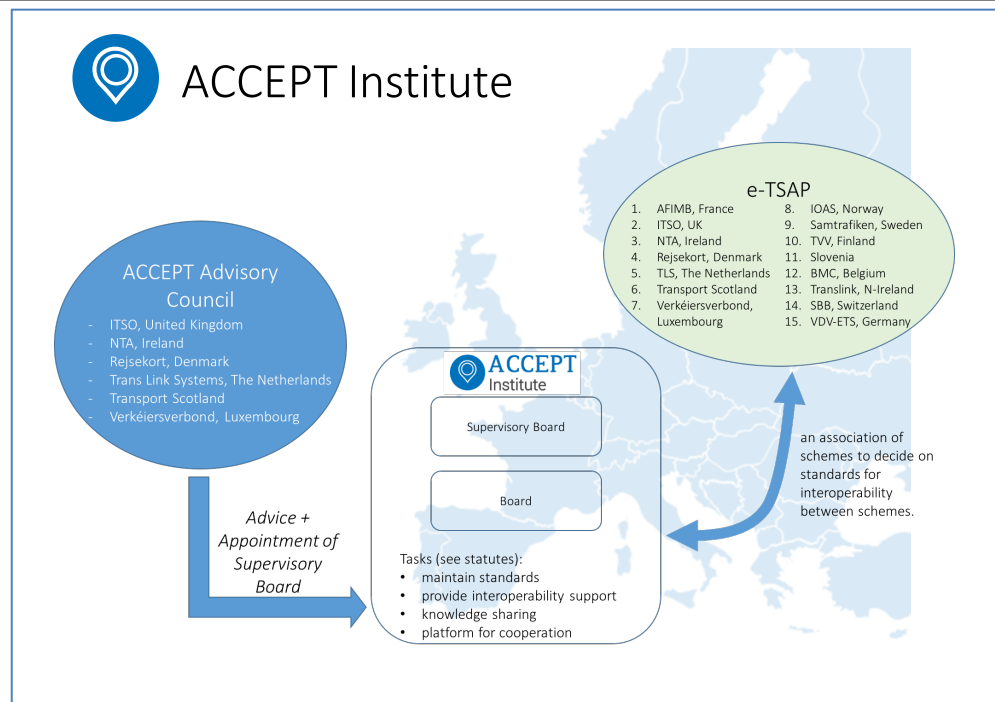 ACCEPT Institute
e-TSAP
1. AFIMB, France
2. ITSO, UK
3. NTA, Ireland
4. Rejsekort, Denmark
5. TLS, The Netherlands
6. Transport Scotland
7. Verkéiersverbond,
Luxembourg
8. IOAS, Norway
9. Samtrafiken, Sweden
10. TVV, Finland
11. Slovenia
12. BMC, Belgium
13. Translink, N-Ireland
14. SBB, Switzerland
15. VDV-ETS, Germany
ACCEPT Advisory
Council
- ITSO, United Kingdom
- NTA, Ireland
- Rejsekort, Denmark
- Trans Link Systems, The Netherlands
- Transport Scotland
- Verkéiersverbond, Luxembourg
ACCEPT
Institute
Supervisory Board
Board
Tasks (see statutes):
• maintain standards
• provide interoperability support
• knowledge sharing
• platform for cooperation
Advice +
Appointment of
Supervisory
Board
an association of
schemes to decide on
standards for
interoperability
between schemes.